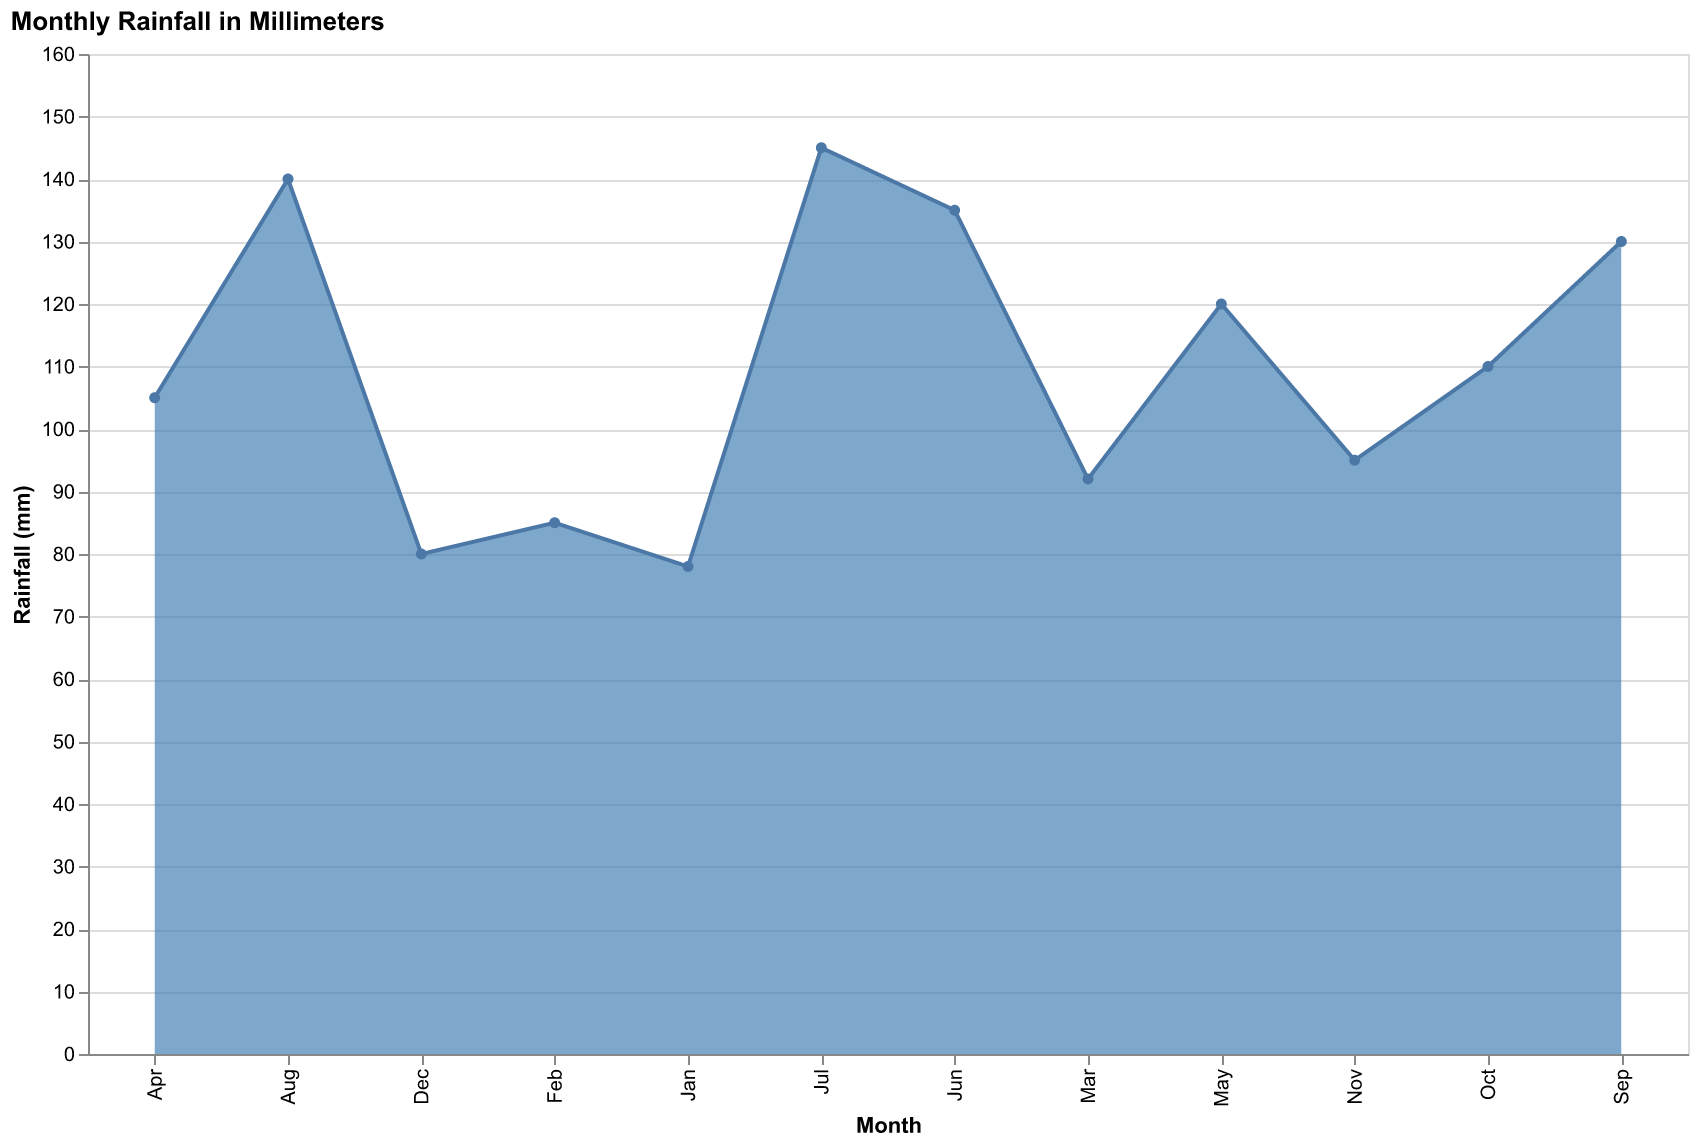 Monthly Rainfall in Millimeters
160
150
140
130
120
110
100
90
80
70
60
50
40
30
20
10
0
Rainfall (mm)
Apr
Aug
Dec
Feb
Jan
Jul
Jun
Mar
May
Nov
Oct
Sep
Month